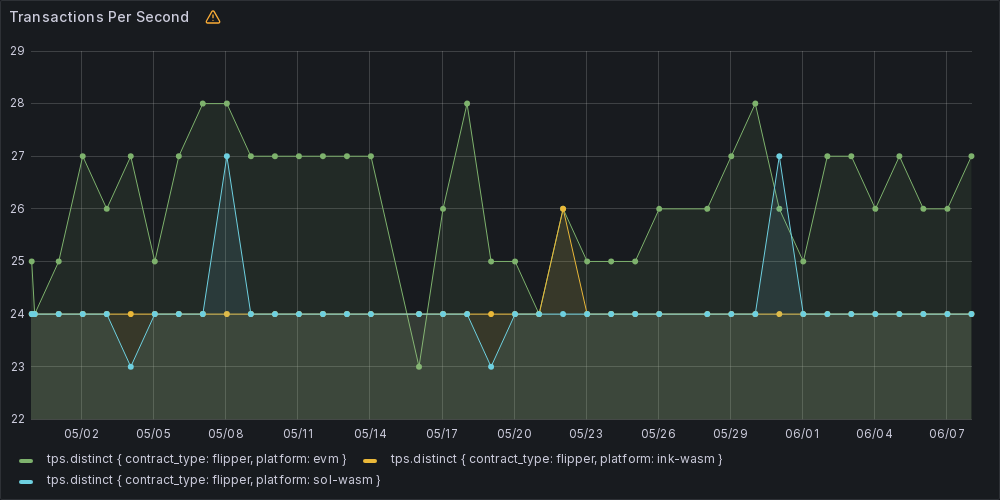 Transactions Per Second
29
28
27
26
25
24
23
22
05/02 05/05 05/08 05/11 05/14 05/17 05/20 05/23 05/26 05/29 06/01 06/04 06/07
tps.distinct { contract_type: flipper, platform: evm } tps.distinct { contract_type: flipper, platform: ink-wasm }
tps.distinct { contract_type: flipper, platform: sol-wasm }